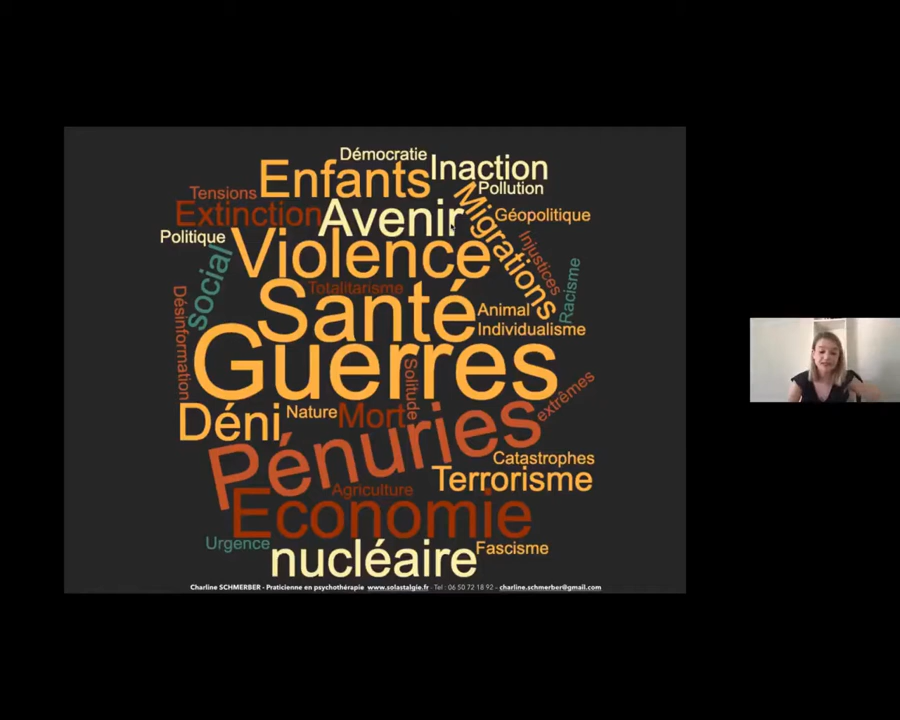 Démocratie
Enfants
Inaction
Pollution
Tensions
Extinction
Avenir
Migrations
Géopolitique
Politique
Violence
Injustices
social
Racisme
Totalitarisme
Santé
Animal
Désinformation
Individualisme
Guerres
Solitude
extrêmes
Déni
Nature
Mort
Pénuries
Catastrophes
Terrorisme
Agriculture
Economie
Urgence
nucléaire
Fascisme
Charline SCHMERBER - Praticienne en psychothérapie www.solastalgie.fr - Tel : 06 50 72 18 92 - charline.schmerber@gmail.com